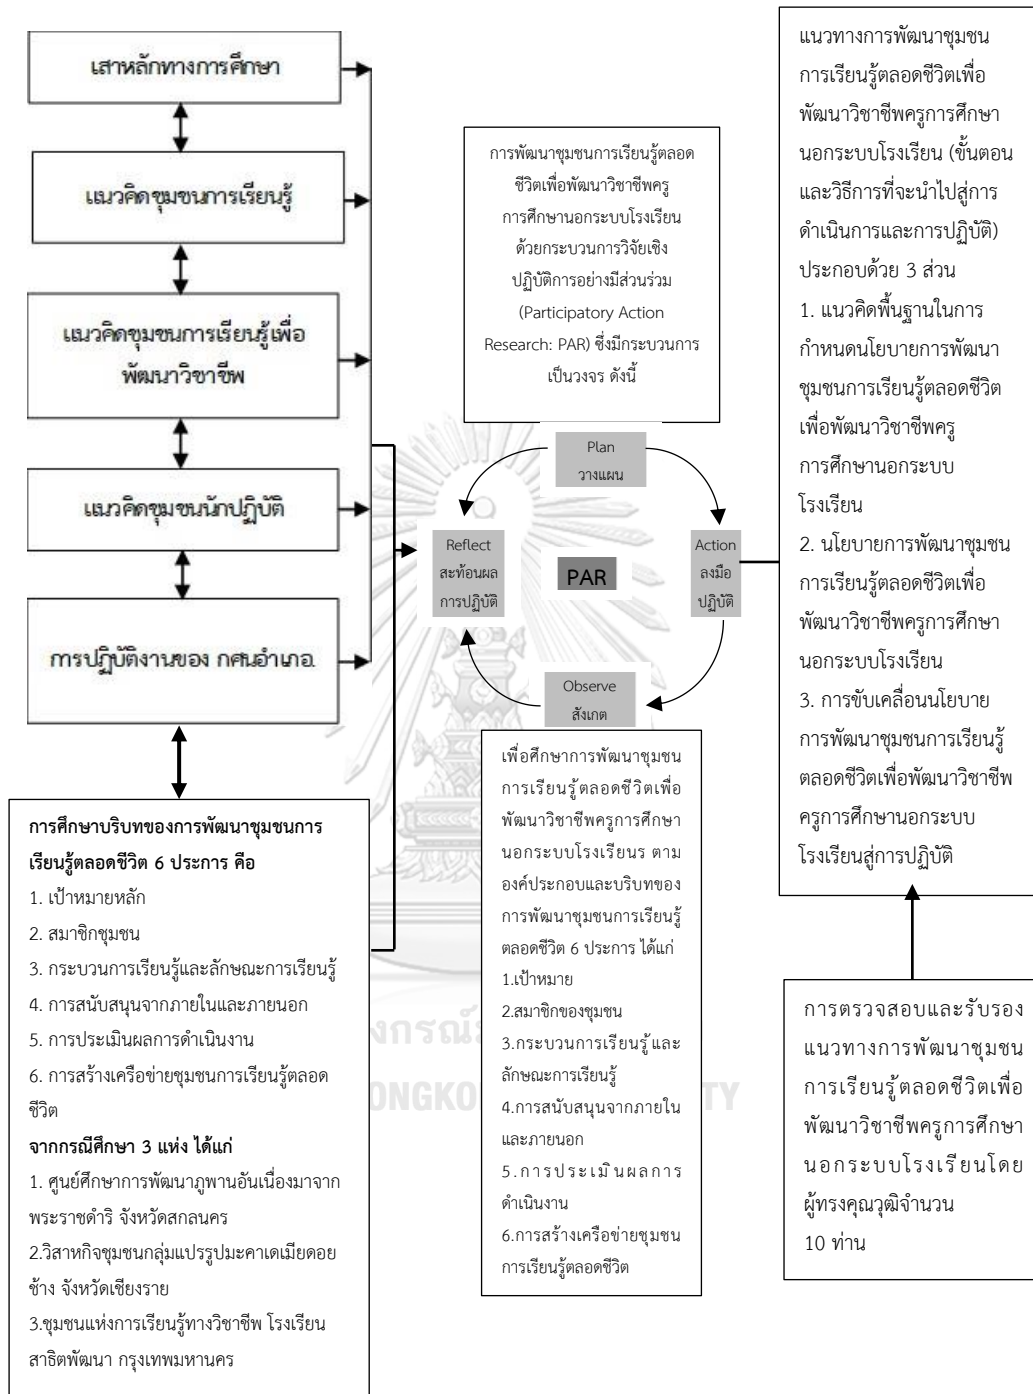 เสาหลักทางการศึกษา
แนวคิดชุมชนการเรียนรู้
แนวคิดชุมชนการเรียนรู้เพื่อ
พัฒนาวิชาชีพ
แนวคิดชุมชนนักปฏิบัติ
การปฏิบัติงานของ กศนอำเภอ.
การศึกษาบริบทของการพัฒนาชุมชนการ
เรียนรู้ตลอดชีวิต 6 ประการ คือ
1. เป้าหมายหลัก
2. สมาชิกชุมชน
3. กระบวนการเรียนรู้และลักษณะการเรียนรู้
4. การสนับสนุนจากภายในและภายนอก
5. การประเมินผลการดำเนินงาน
6. การสร้างเครือข่ายชุมชนการเรียนรู้ตลอด
ชีวิต
จากกรณีศึกษา 3 แห่ง ได้แก่
1. ศูนย์ศึกษาการพัฒนาภูพานอันเนื่องมาจาก
พระราชดำริ จังหวัดสกลนคร
2.วิสาหกิจชุมชนกลุ่มแปรรูปมะคาเดเมียดอย
ช้าง จังหวัดเชียงราย
3.ชุมชนแห่งการเรียนรู้ทางวิชาชีพ โรงเรียน
สาธิตพัฒนา กรุงเทพมหานคร
การพัฒนาชุมชนการเรียนรู้ตลอด
ชีวิตเพื่อพัฒนาวิชาชีพครู
การศึกษานอกระบบโรงเรียน
ด้วยกระบวนการวิจัยเชิง
ปฏิบัติการอย่างมีส่วนร่วม
(Participatory Action
Research: PAR) ซึ่งมีกระบวนการ
เป็นวงจร ดังนี้
Plan
วางแผน
Reflect
สะท้อนผล
การปฏิบัติ
PAR
Action
ลงมือ
ปฏิบัติ
Observe
สังเกต
เพื่อศึกษาการพัฒนาชุมชน
การเรียนรู้ตลอดชีวิตเพื่อ
พัฒนาวิชาชีพครูการศึกษา
นอกระบบโรงเรียนร ตาม
องค์ประกอบและบริบทของ
การพัฒนาชุมชนการเรียนรู้
ตลอดชีวิต 6 ประการ ได้แก่
1.เป้าหมาย
2.สมาชิกของชุมชน
3.กระบวนการเรียนรู้และ
ลักษณะการเรียนรู้
4.การสนับสนุนจากภายใน
และภายนอก
5.การประเมินผลการ
ดำเนินงาน
6.การสร้างเครือข่ายชุมชน
การเรียนรู้ตลอดชีวิต
แนวทางการพัฒนาชุมชน
การเรียนรู้ตลอดชีวิตเพื่อ
พัฒนาวิชาชีพครูการศึกษา
นอกระบบโรงเรียน (ขั้นตอน
และวิธีการที่จะนำไปสู่การ
ดำเนินการและการปฏิบัติ)
ประกอบด้วย 3 ส่วน
1. แนวคิดพื้นฐานในการ
กำหนดนโยบายการพัฒนา
ชุมชนการเรียนรู้ตลอดชีวิต
เพื่อพัฒนาวิชาชีพครู
การศึกษานอกระบบ
โรงเรียน
2. นโยบายการพัฒนาชุมชน
การเรียนรู้ตลอดชีวิตเพื่อ
พัฒนาวิชาชีพครูการศึกษา
นอกระบบโรงเรียน
3. การขับเคลื่อนนโยบาย
การพัฒนาชุมชนการเรียนรู้
ตลอดชีวิตเพื่อพัฒนาวิชาชีพ
ครูการศึกษานอกระบบ
โรงเรียนสู่การปฏิบัติ
การตรวจสอบและรับรอง
แนวทางการพัฒนาชุมชน
การเรียนรู้ตลอดชีวิตเพื่อ
พัฒนาวิชาชีพครูการศึกษา
นอกระบบโรงเรียนโดย
ผู้ทรงคุณวุฒิจำนวน
10 ท่าน